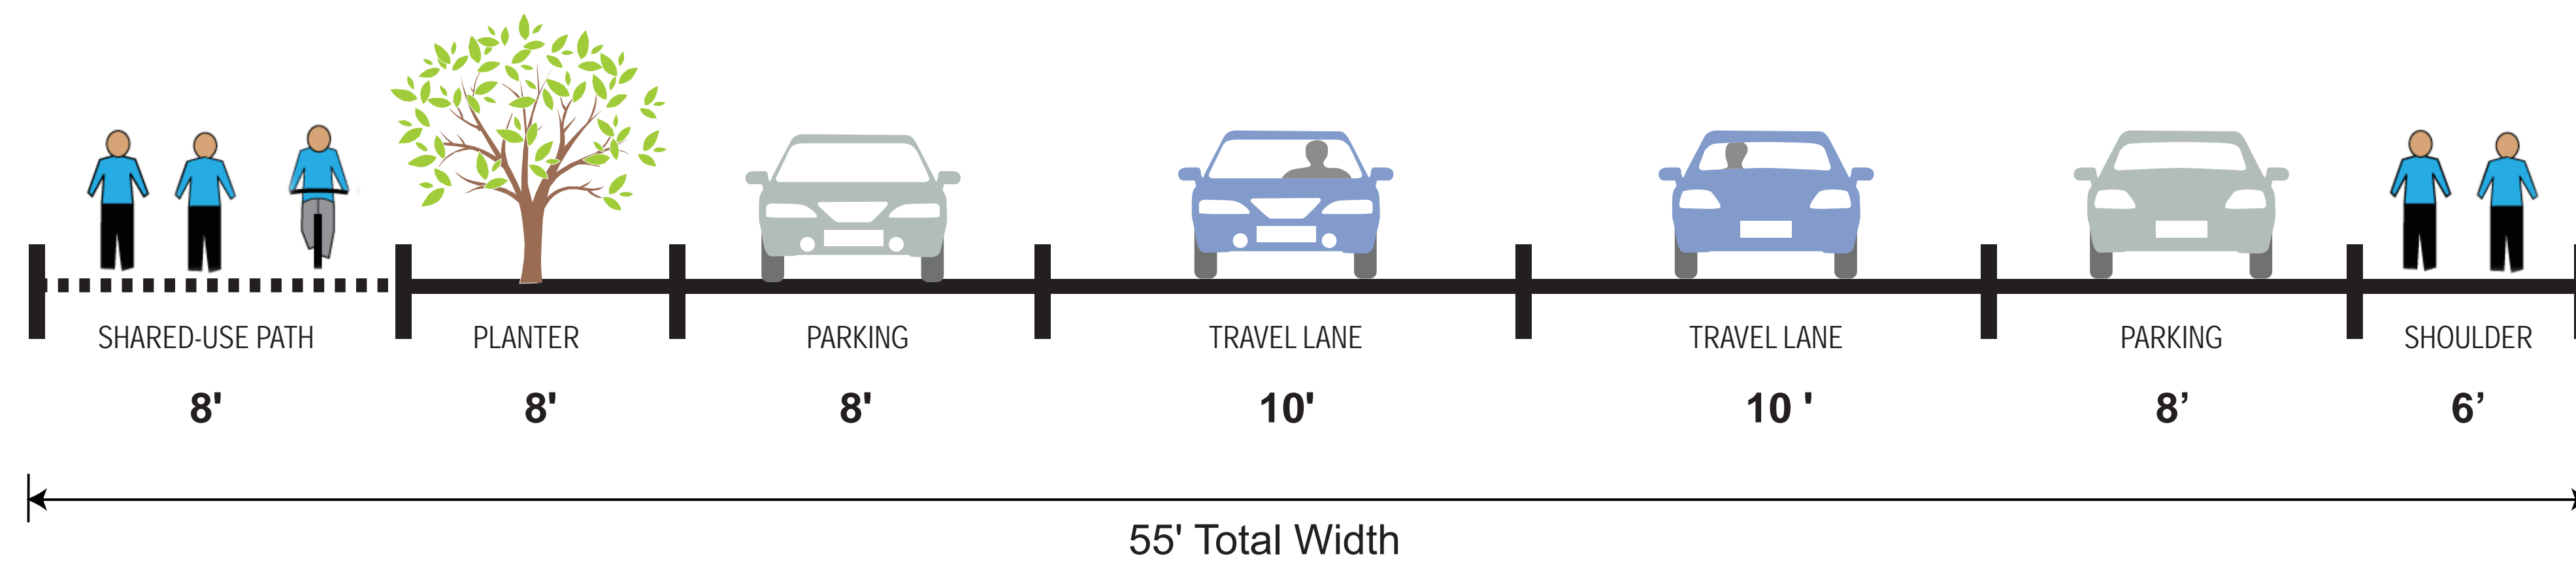 SHARED-USE PATH PLANTER PARKING TRAVEL LANE TRAVEL LANE PARKING SHOULDER
8' 8' 8' 10' 10 ' 8’ 6’
55' Total Width